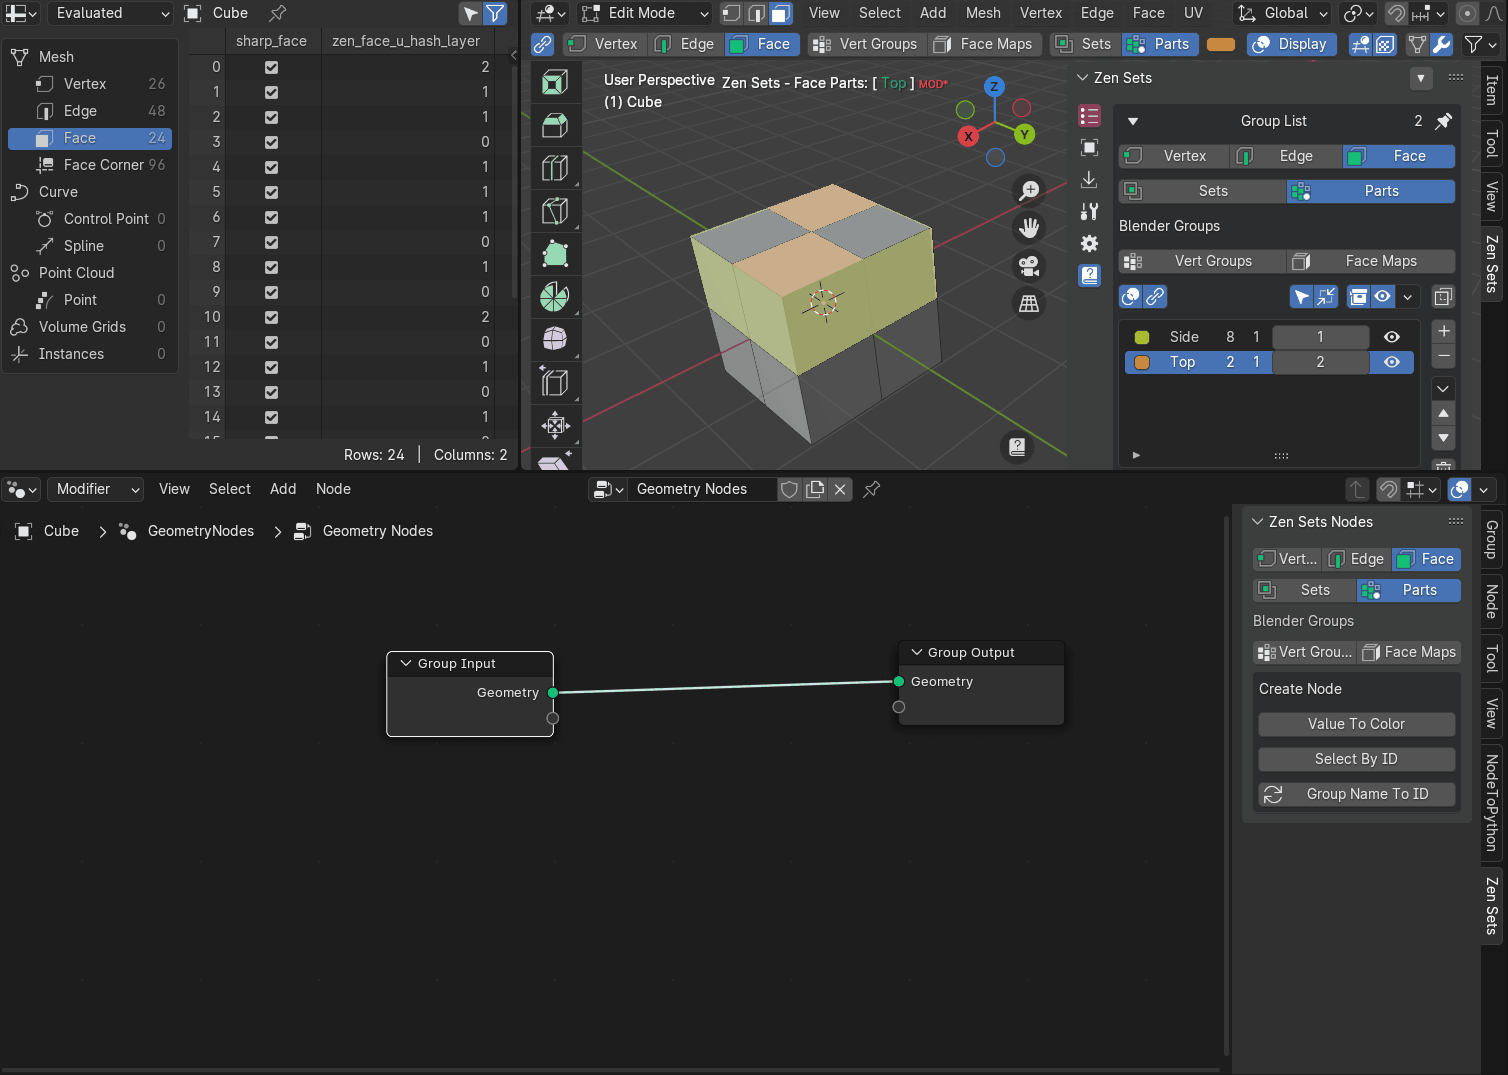 Evaluated Cube
Mesh
Vertex 26
Edge 48
Face 24
Face Corner 96
Curve
Control Point 0
Spline 0
Point Cloud
Point 0
Volume Grids 0
Instances 0
sharp_face zen_face_u_hash_layer
0 2
1 1
2 1
3 0
4 1
5 1
6 1
7 0
8 1
9 0
10 2
11 0
12 1
13 0
14 1
Rows: 24 | Columns: 2
Edit Mode View Select Add Mesh Vertex Edge Face UV Global
Vertex Edge Face Vert Groups Face Maps Sets Parts Display
User Perspective Zen Sets - Face Parts: [ Top ] MOD*
(1) Cube
Z
X
Y
Zen Sets
Group List 2
Vertex Edge Face
Sets Parts
Blender Groups
Vert Groups Face Maps
Side 8 1 1
Top 2 1 2
Item
Tool
View
Zen Sets
Modifier View Select Add Node Geometry Nodes
Cube > GeometryNodes > Geometry Nodes
Group Input
Geometry
Group Output
Geometry
Zen Sets Nodes
Vert... Edge Face
Sets Parts
Blender Groups
Vert Grou... Face Maps
Create Node
Value To Color
Select By ID
Group Name To ID
Group
Node
Tool
View
NodeToPython
Zen Sets